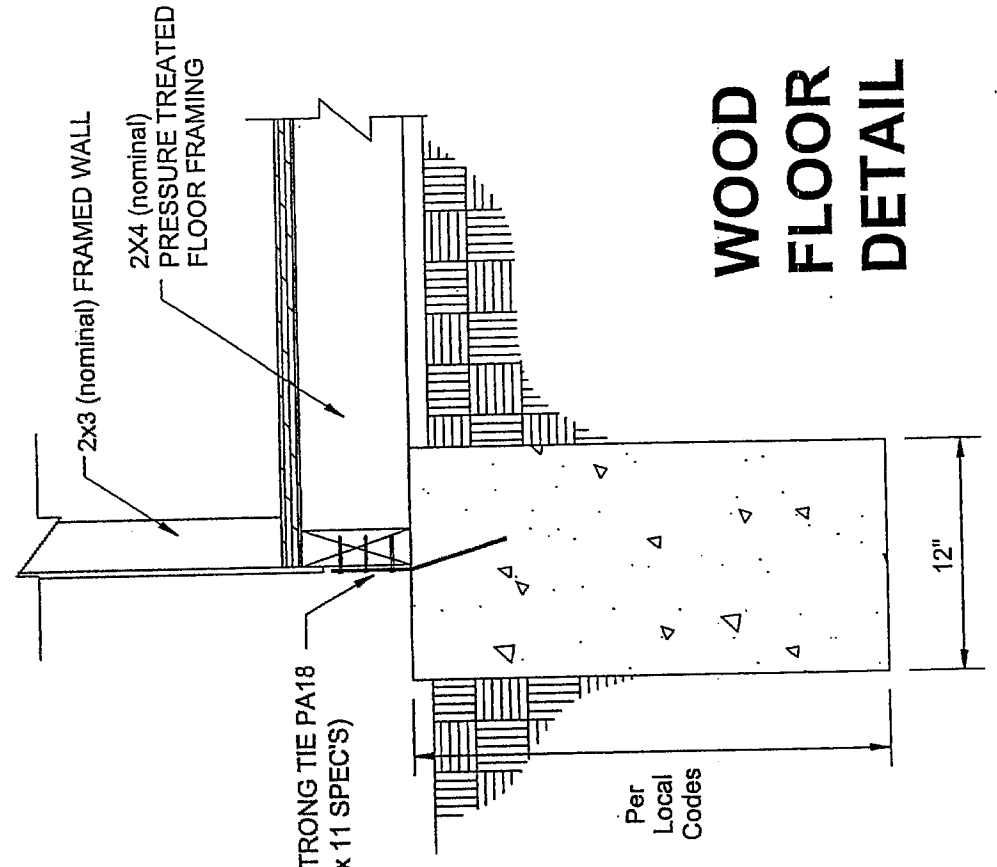 2x3 (nominal) FRAMED WALL
2X4 (nominal)
PRESSURE TREATED
FLOOR FRAMING
TRONG TIE PA18
x 11 SPEC'S)
12"
Per
Local
Codes
WOOD
FLOOR
DETAIL